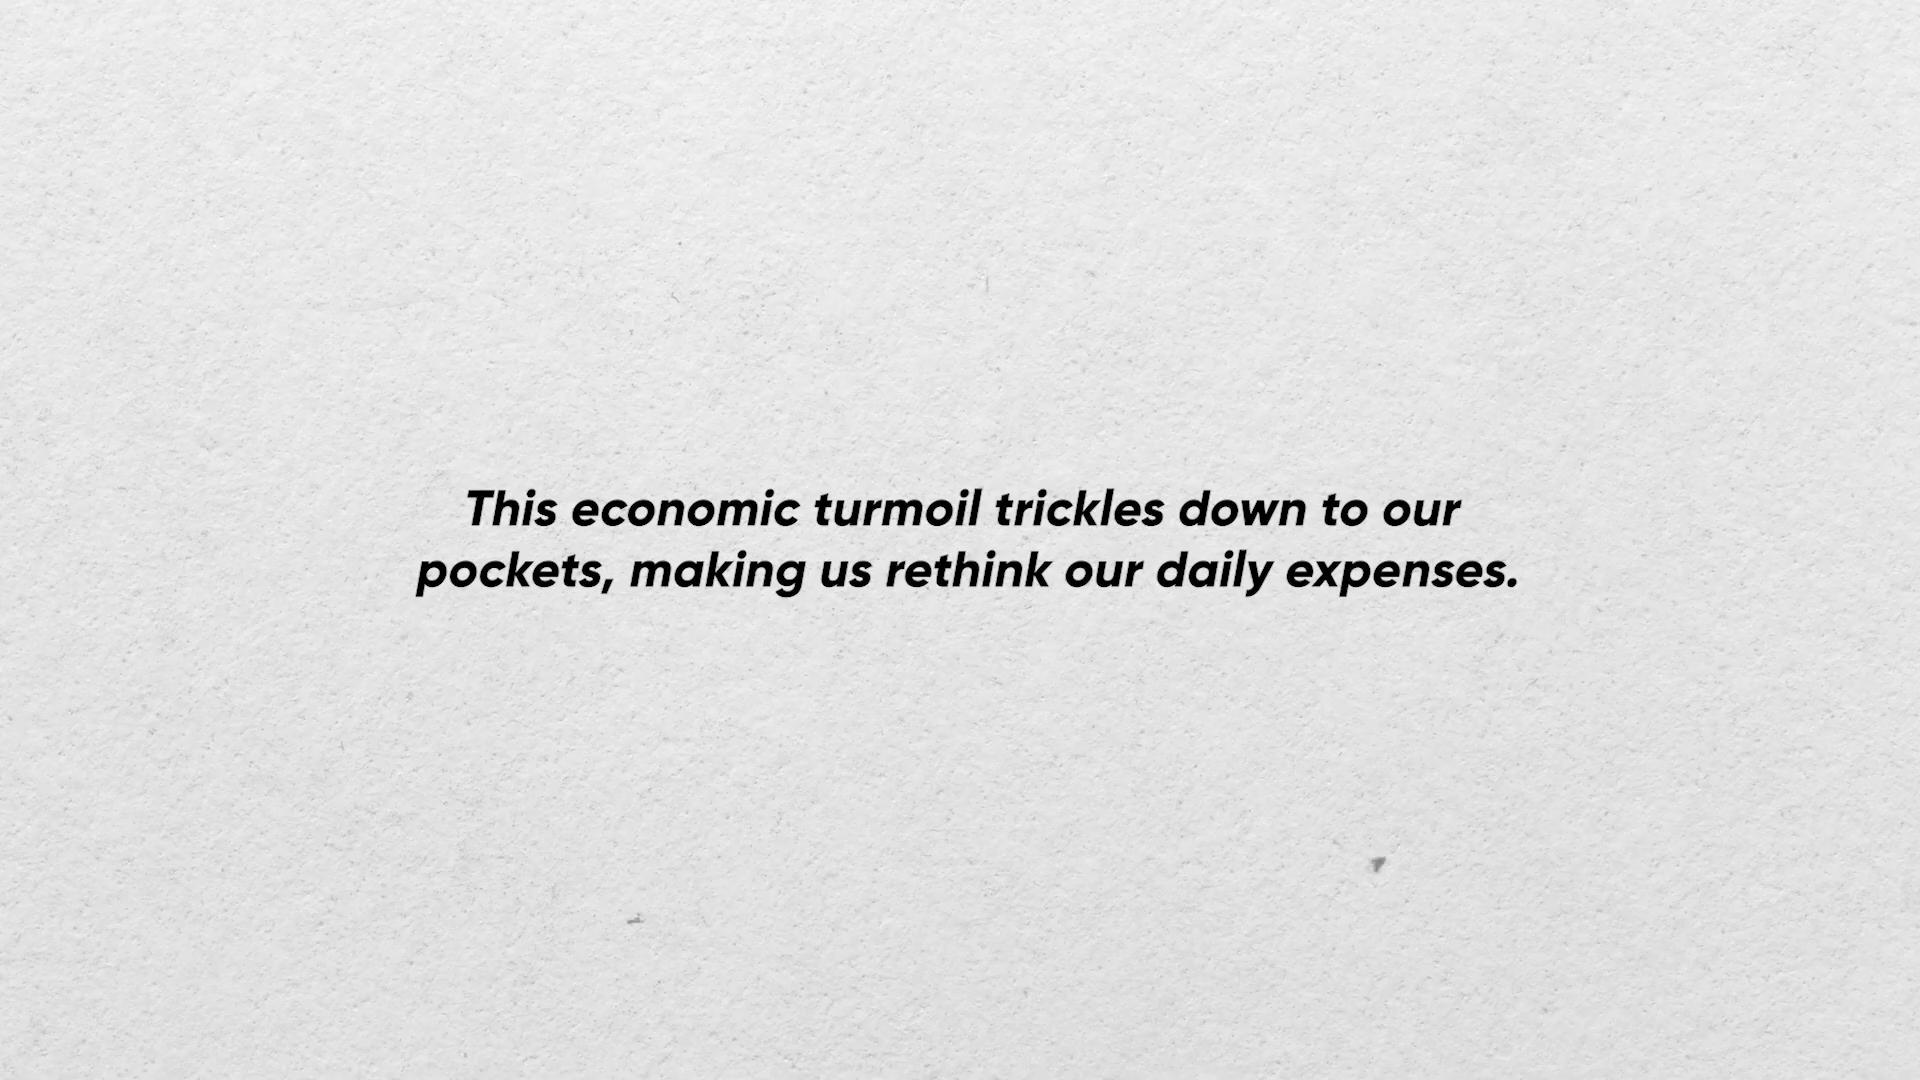 This economic turmoil trickles down to our
pockets, making us rethink our daily expenses.